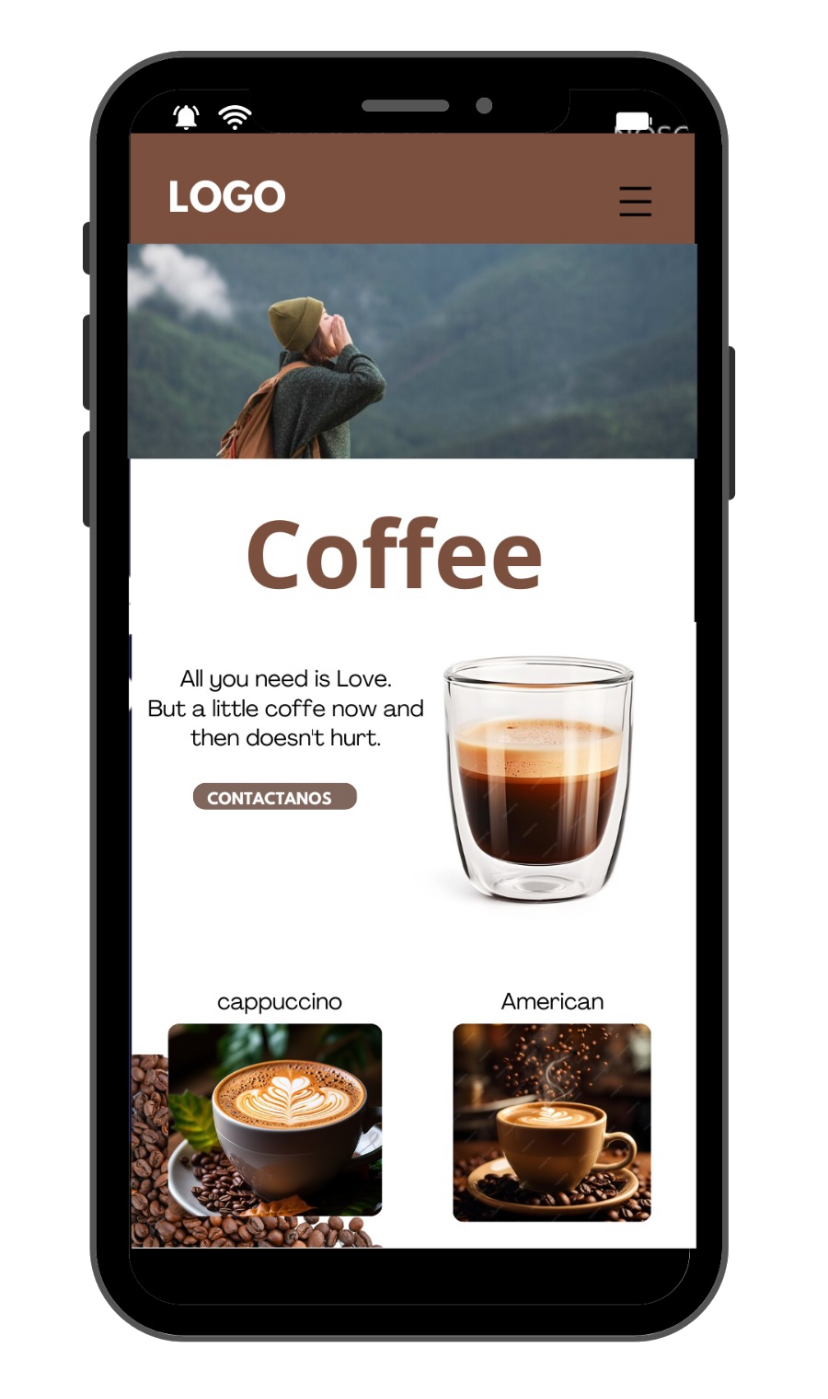 LOGO
Coffee
All you need is Love.
But a little coffe now and
then doesn't hurt.
CONTACTANOS
cappuccino
American